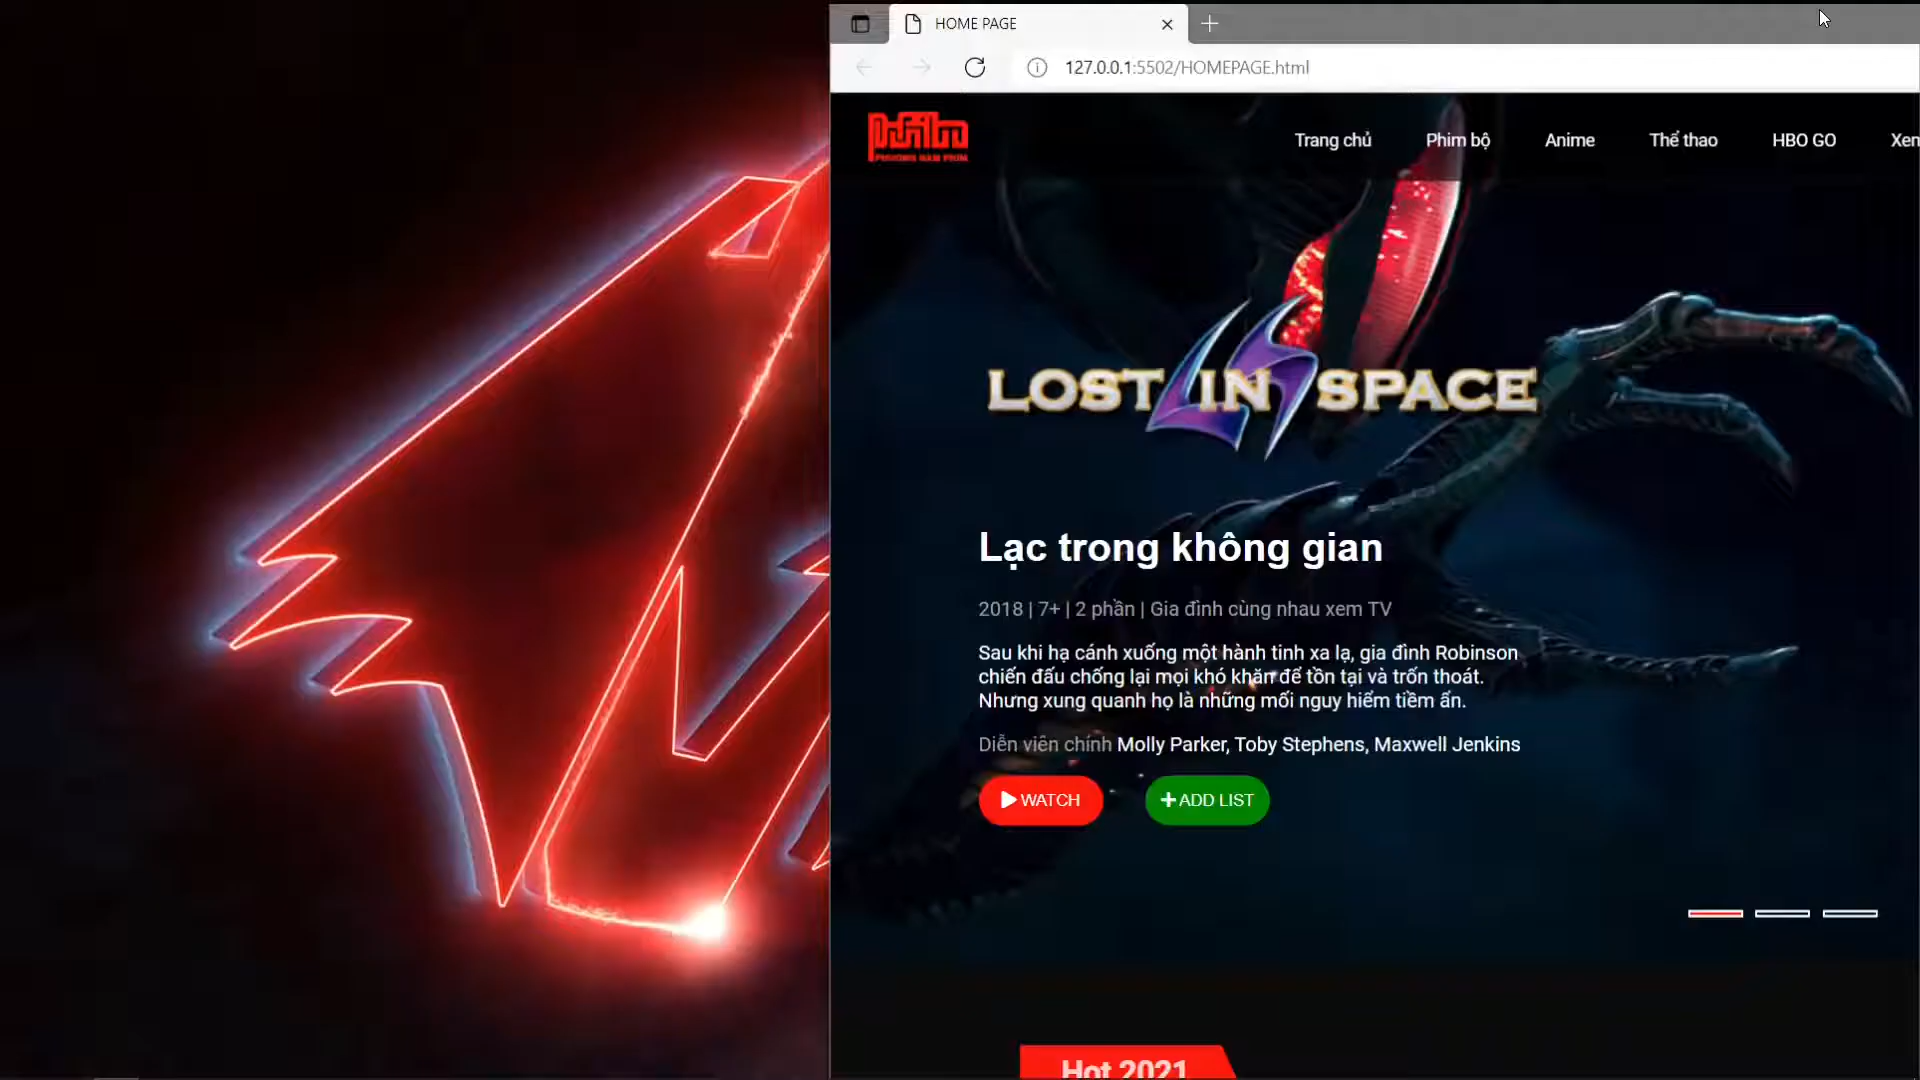 HOME PAGE
127.0.0.1:5502/HOMEPAGE.html
PHUONG NAM PHIM
Trang chủ
Phim bộ
Anime
Thể thao
HBO GO
Xem
LOST IN SPACE
Lạc trong không gian
2018 | 7+ | 2 phần | Gia đình cùng nhau xem TV
Sau khi hạ cánh xuống một hành tinh xa lạ, gia đình Robinson
chiến đấu chống lại mọi khó khăn để tồn tại và trốn thoát.
Nhưng xung quanh họ là những mối nguy hiểm tiềm ẩn.
Diễn viên chính Molly Parker, Toby Stephens, Maxwell Jenkins
WATCH
ADD LIST
Hot 2021